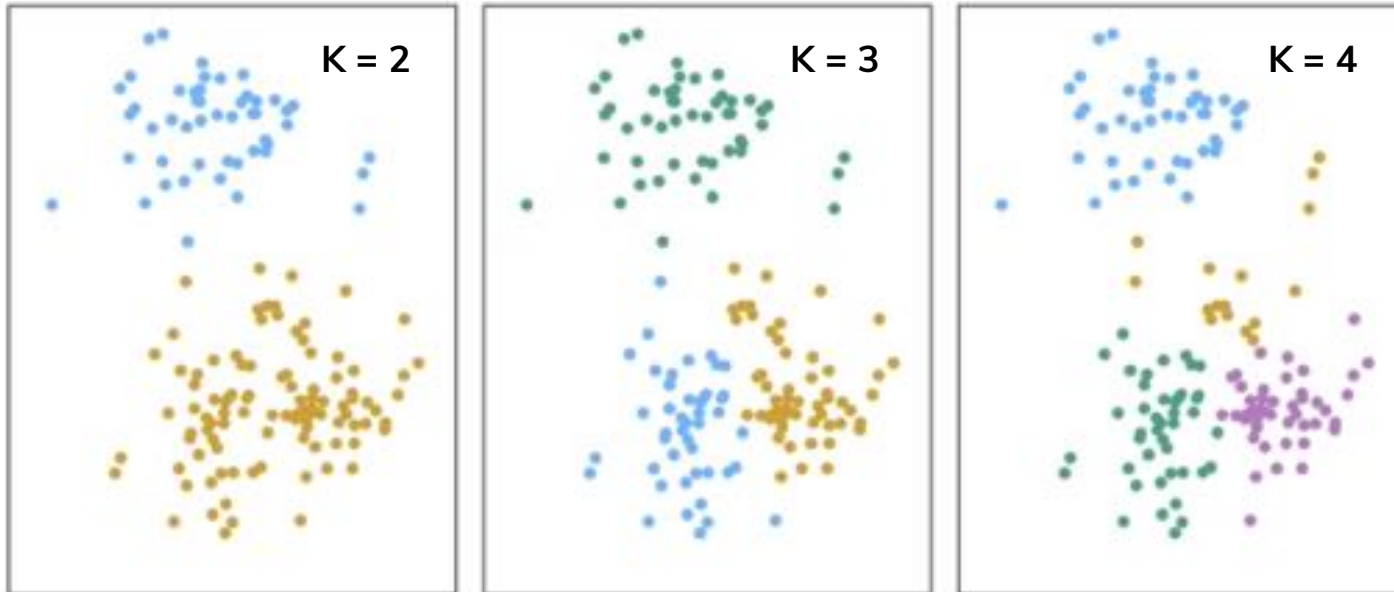 K = 2
K = 3
K = 4